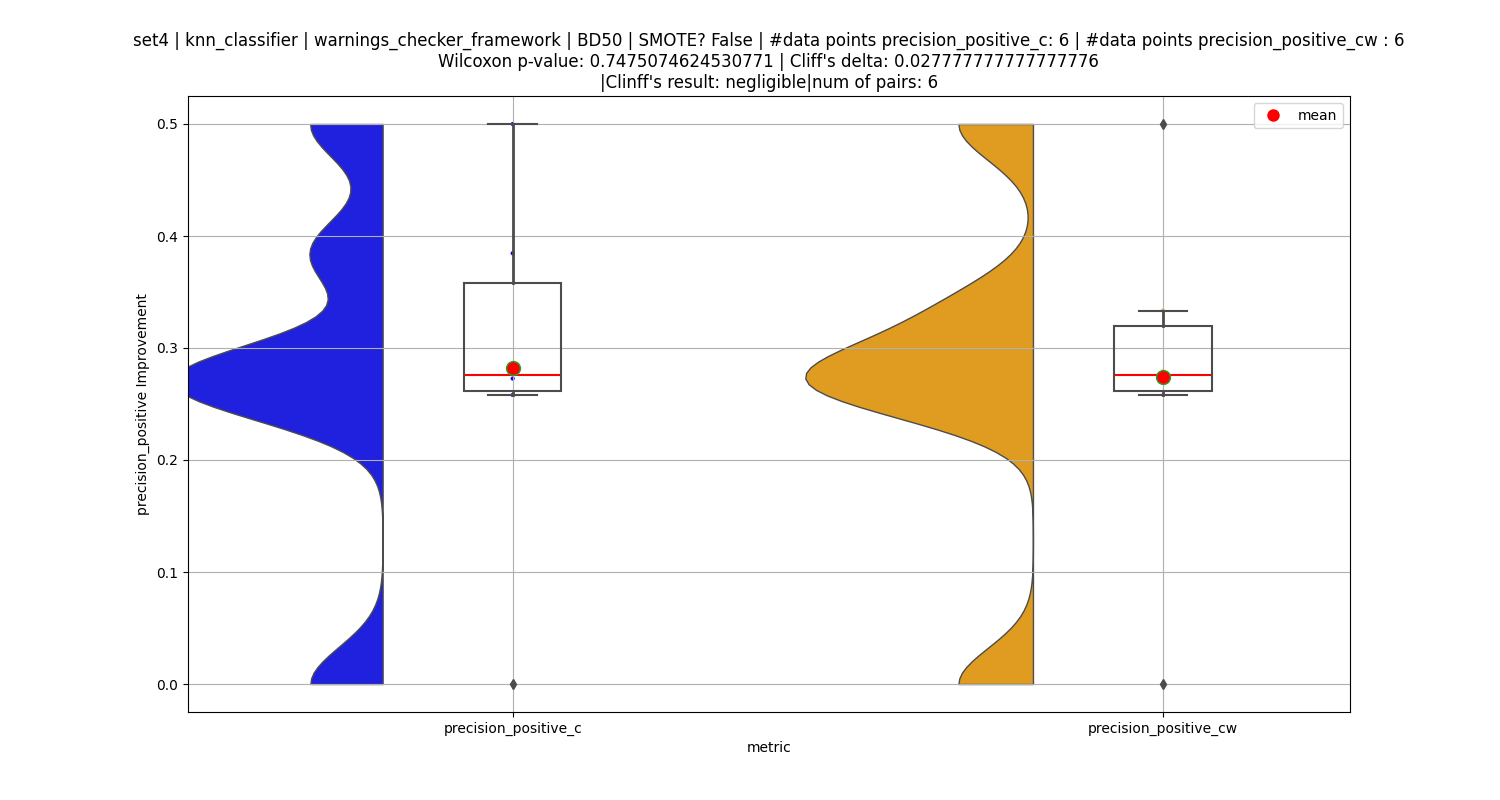 set4 | knn_classifier | warnings_checker_framework | BD50 | SMOTE? False | #data points precision_positive_c: 6 | #data points precision_positive_cw : 6
Wilcoxon p-value: 0.7475074624530771 | Cliff's delta: 0.027777777777777776
|Clinff's result: negligible|num of pairs: 6
mean
0.5
0.4
0.3
0.2
0.1
0.0
precision_positive Improvement
precision_positive_c
precision_positive_cw
metric